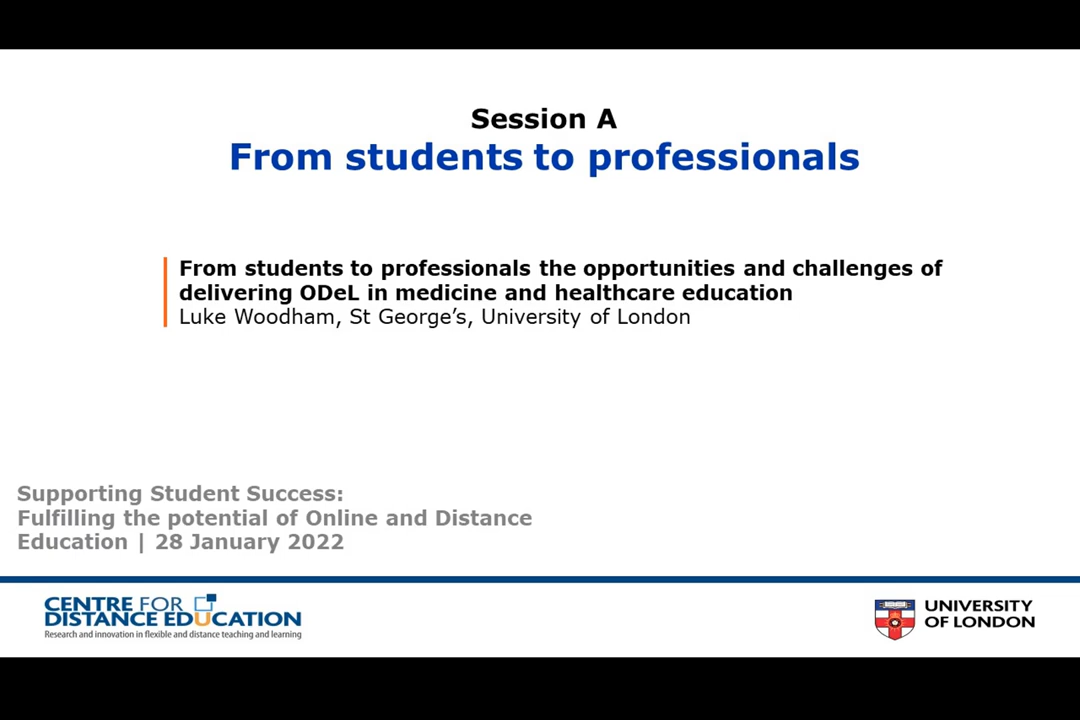 Session A
From students to professionals
From students to professionals the opportunities and challenges of
delivering ODeL in medicine and healthcare education
Luke Woodham, St George’s, University of London
Supporting Student Success:
Fulfilling the potential of Online and Distance
Education | 28 January 2022
CENTRE FOR
DISTANCE EDUCATION
Research and innovation in flexible and distance teaching and learning
UNIVERSITY
OF LONDON